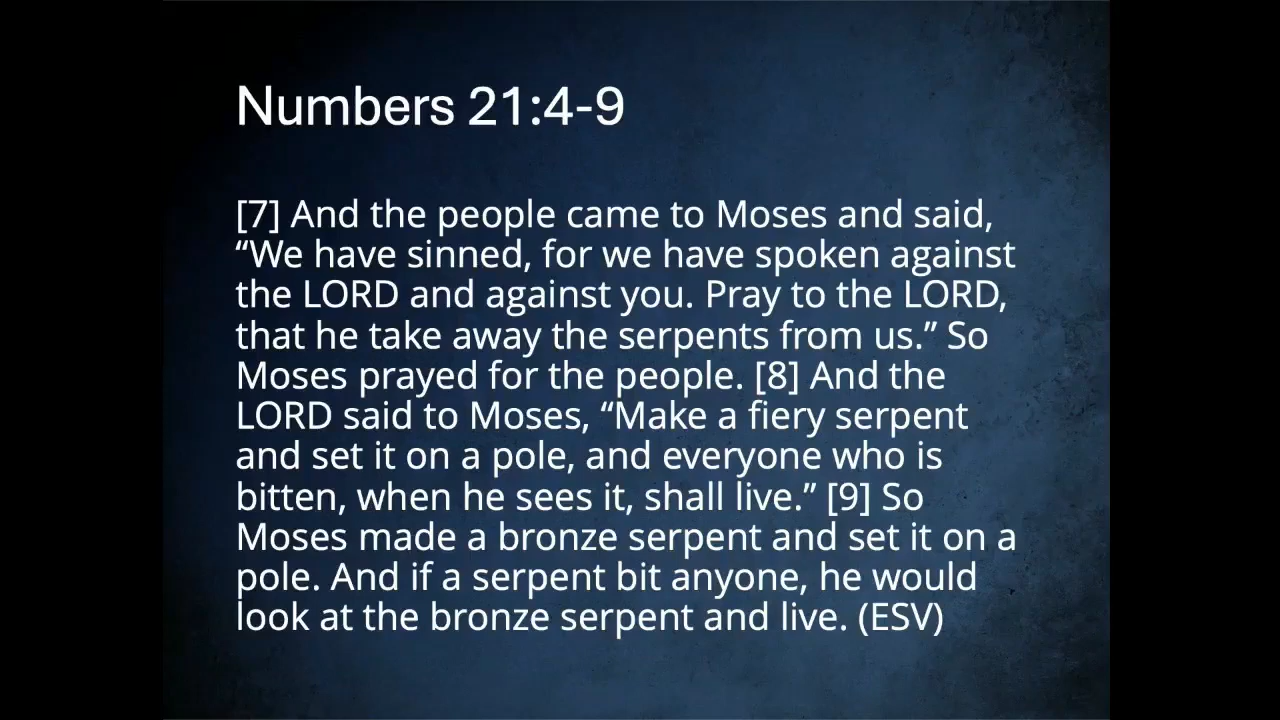 Numbers 21:4-9
[7] And the people came to Moses and said,
“We have sinned, for we have spoken against
the LORD and against you. Pray to the LORD,
that he take away the serpents from us.” So
Moses prayed for the people. [8] And the
LORD said to Moses, “Make a fiery serpent
and set it on a pole, and everyone who is
bitten, when he sees it, shall live.” [9] So
Moses made a bronze serpent and set it on a
pole. And if a serpent bit anyone, he would
look at the bronze serpent and live. (ESV)